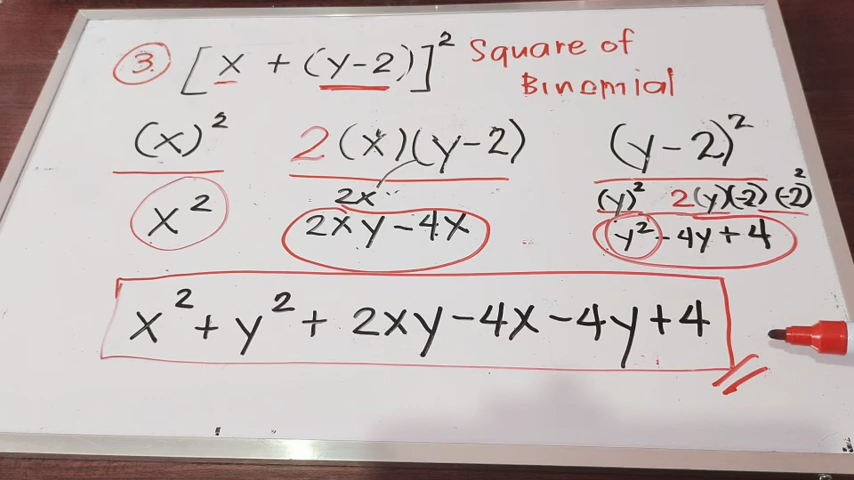 3. [x + (y-2)]² Square of
Binomial
(x)² 2(x)(y-2) (y-2)²
2x (y)² 2(y)(-2) (-2)²
x² 2xy-4x y²-4y+4
x²+y²+2xy-4x-4y+4